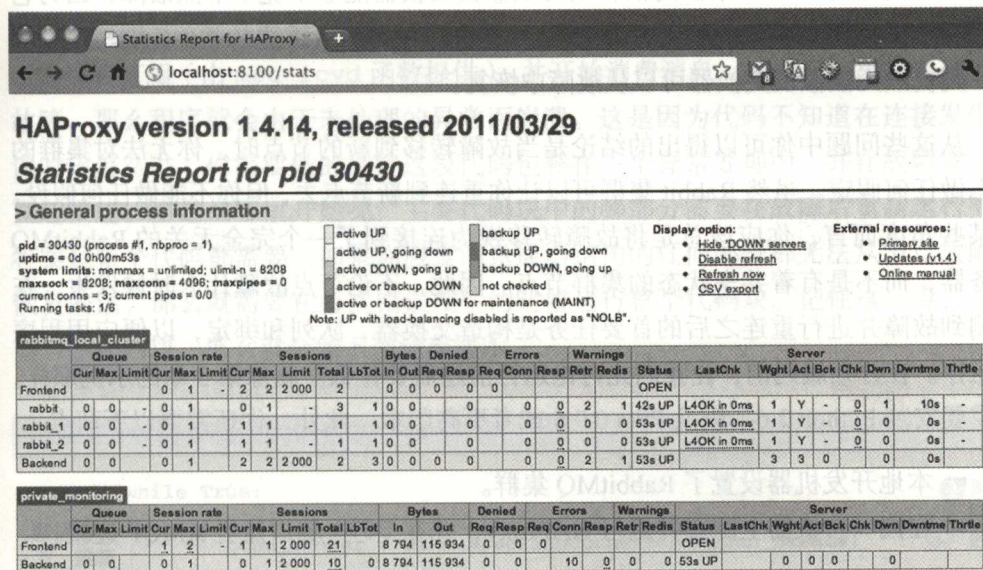 Statistics Report for HAProxy
localhost:8100/stats
HAProxy version 1.4.14, released 2011/03/29
Statistics Report for pid 30430
> General process information
pid = 30430 (process #1, nbproc = 1)
uptime = 0d 0h00m53s
system limits: memmax = unlimited; ulimit-n = 8208
maxsock = 8208; maxconn = 4096; maxpipes = 0
current conns = 3; current pipes = 0/0
Running tasks: 1/6
active UP backup UP
active UP, going down backup UP, going down
active DOWN, going up backup DOWN, going up
active or backup DOWN not checked
active or backup DOWN for maintenance (MAINT)
Note: UP with load-balancing disabled is reported as "NOLB".
Display option:
• Hide 'DOWN' servers
• Disable refresh
• Refresh now
• CSV export
External ressources:
• Primary site
• Updates (v1.4)
• Online manual
rabbitmq_local_cluster
Queue Session rate Sessions Bytes Denied Errors Warnings Server
Cur Max Limit Cur Max Limit Cur Max Limit Total LbTot In Out Req Resp Req Conn Resp Retr Redis Status LastChk Wght Act Bck Chk Dwn Dwntme Thrtle
Frontend 0 1 - 2 2 2 000 2 0 0 0 0 0 OPEN
rabbit 0 0 - 0 1 0 1 - 3 1 0 0 0 0 0 2 1 42s UP L4OK in 0ms 1 Y - 0 1 10s -
rabbit_1 0 0 - 0 1 1 1 - 1 1 0 0 0 0 0 0 0 53s UP L4OK in 0ms 1 Y - 0 0 0s -
rabbit_2 0 0 - 0 1 1 1 - 1 1 0 0 0 0 0 0 0 53s UP L4OK in 0ms 1 Y - 0 0 0s -
Backend 0 0 0 1 2 2 2 000 2 3 0 0 0 0 0 0 2 1 53s UP 3 3 0 0 0s
private_monitoring
Queue Session rate Sessions Bytes Denied Errors Warnings Server
Cur Max Limit Cur Max Limit Cur Max Limit Total LbTot In Out Req Resp Req Conn Resp Retr Redis Status LastChk Wght Act Bck Chk Dwn Dwntme Thrtle
Frontend 1 2 - 1 1 2 000 21 8 794 115 934 0 0 0 OPEN
Backend 0 0 0 1 0 1 2 000 10 0 8 794 115 934 0 0 10 0 0 0 53s UP 0 0 0 0